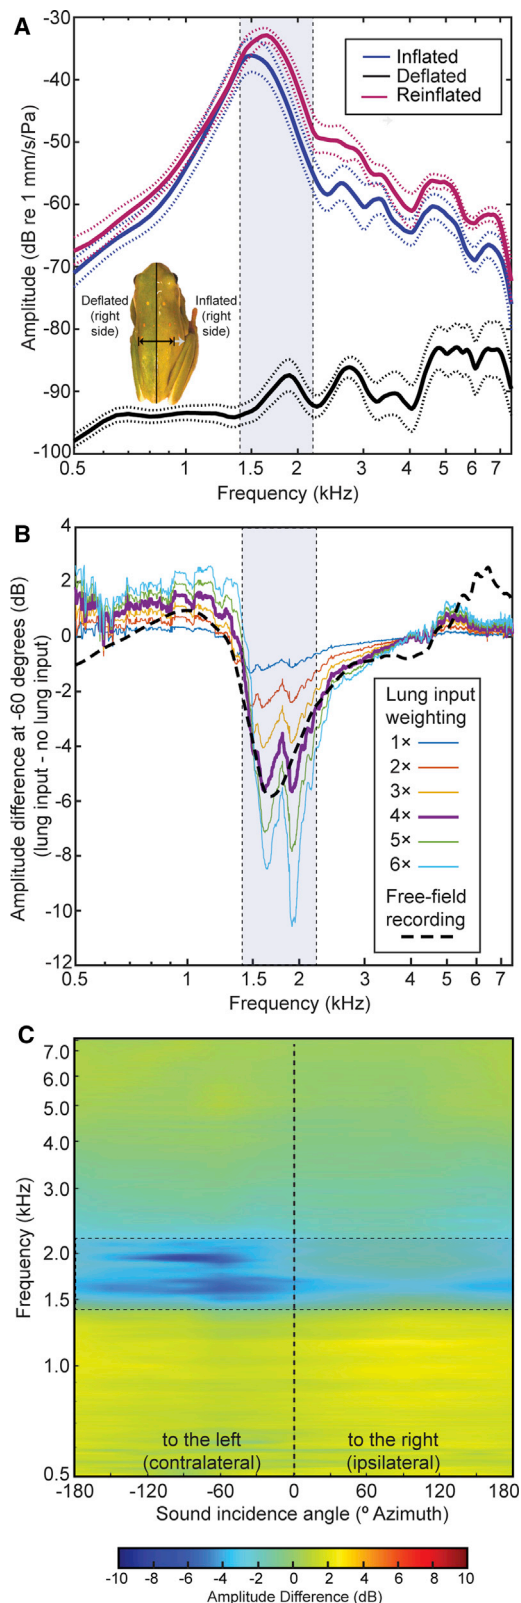 A
-30
-40
-50
-60
-70
-80
-90
-100
Amplitude (dB re 1 mm/s/Pa)
Inflated
Deflated
Reinflated
Deflated
(right
side)
Inflated
(right
side)
0.5
1
1.5
2
3
4
5
6
7
Frequency (kHz)
B
4
2
0
-2
-4
-6
-8
-10
-12
Amplitude difference at -60 degrees (dB)
(lung input - no lung input)
Lung input
weighting
1×
2×
3×
4×
5×
6×
Free-field
recording
0.5
1
1.5
2
3
4
5
6
7
Frequency (kHz)
C
7.0
6.0
5.0
4.0
3.0
2.0
1.5
1.0
0.5
Frequency (kHz)
to the left
(contralateral)
to the right
(ipsilateral)
-180
-120
-60
0
60
120
180
Sound incidence angle (º Azimuth)
-10
-8
-6
-4
-2
0
2
4
6
8
10
Amplitude Difference (dB)